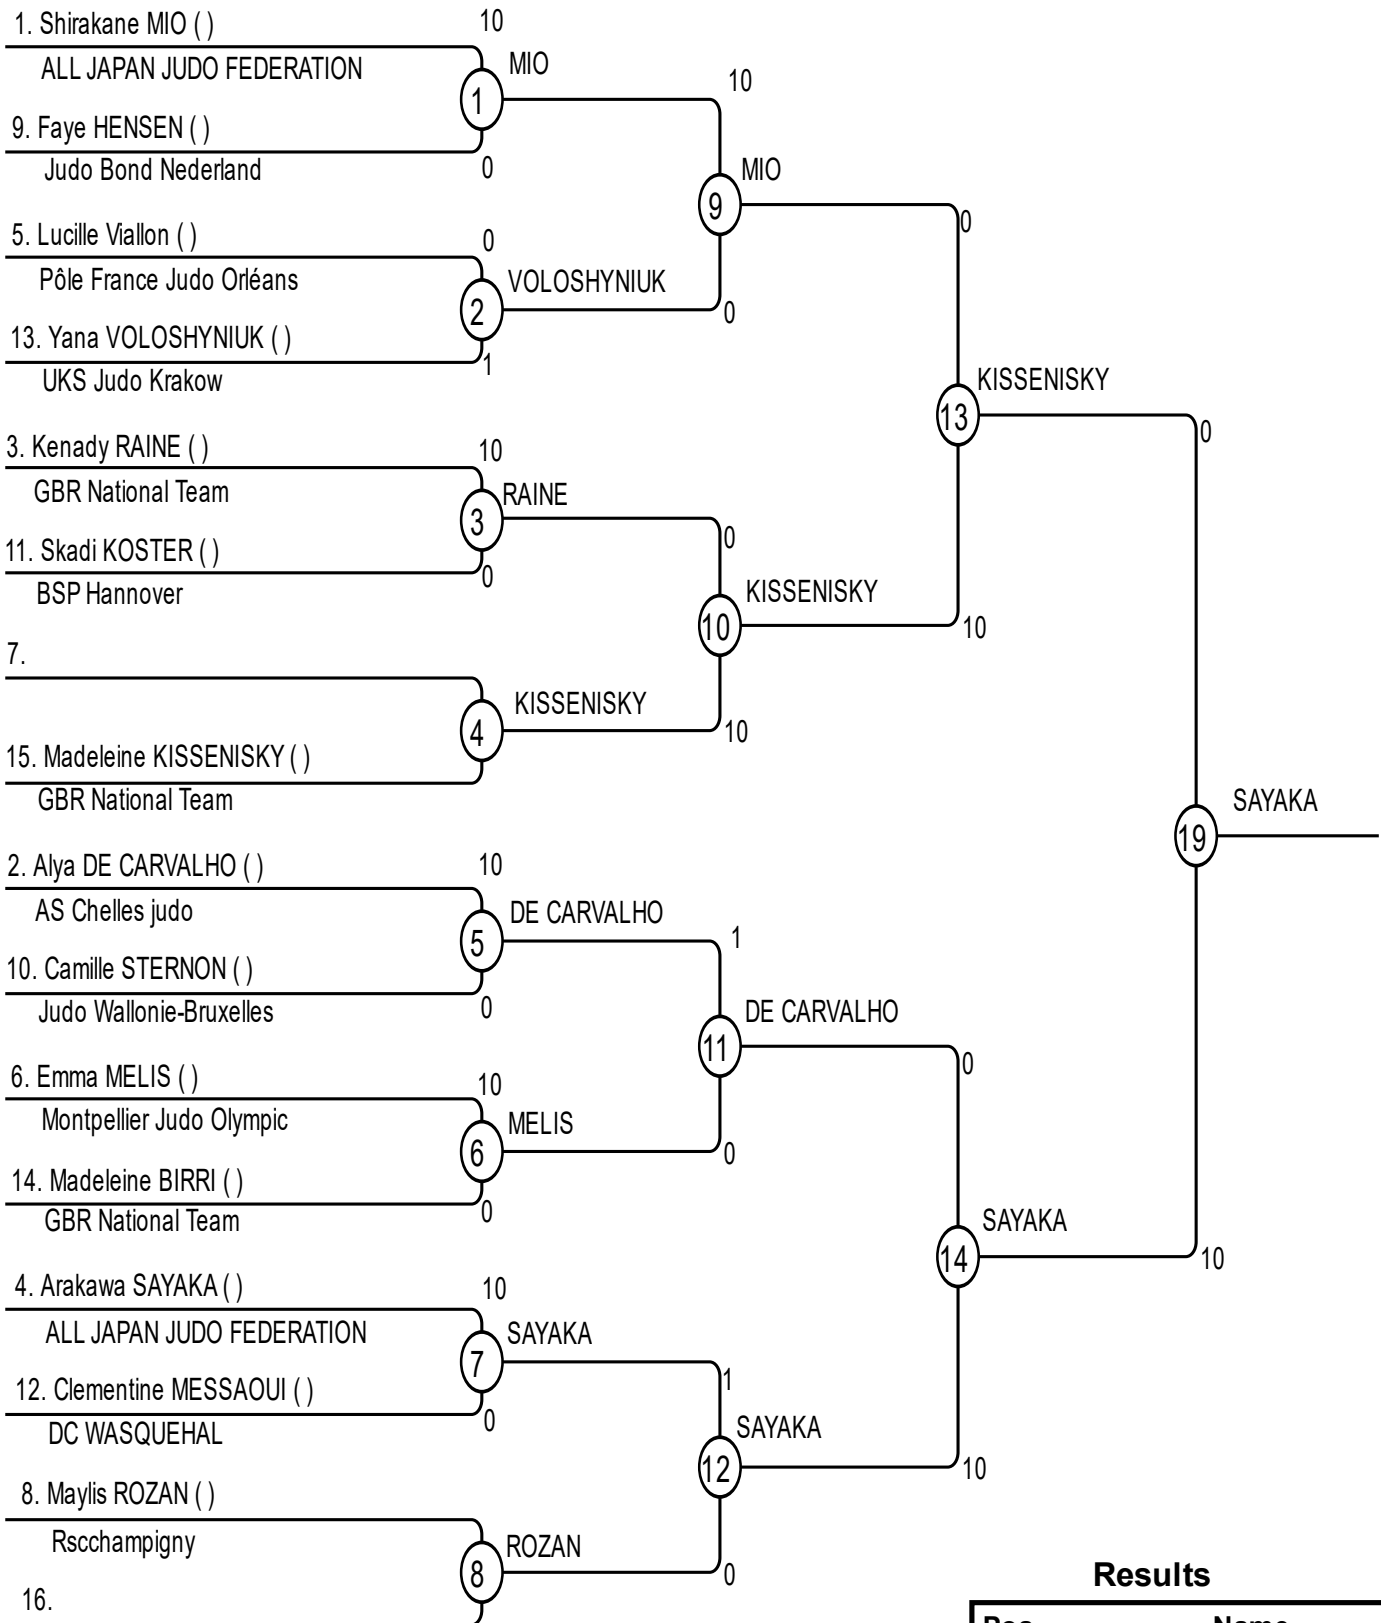 1. Shirakane MIO ( )
ALL JAPAN JUDO FEDERATION
9. Faye HENSEN ( )
Judo Bond Nederland
5. Lucille Viallon ( )
Pôle France Judo Orléans
13. Yana VOLOSHYNIUK ( )
UKS Judo Krakow
3. Kenady RAINE ( )
GBR National Team
11. Skadi KOSTER ( )
BSP Hannover
7.
15. Madeleine KISSENISKY ( )
GBR National Team
2. Alya DE CARVALHO ( )
AS Chelles judo
10. Camille STERNON ( )
Judo Wallonie-Bruxelles
6. Emma MELIS ( )
Montpellier Judo Olympic
14. Madeleine BIRRI ( )
GBR National Team
4. Arakawa SAYAKA ( )
ALL JAPAN JUDO FEDERATION
12. Clementine MESSAOUI ( )
DC WASQUEHAL
8. Maylis ROZAN ( )
Rscchampigny
16.
10
1
MIO
0
0
2
VOLOSHYNIUK
1
10
3
RAINE
0
4
KISSENISKY
10
5
DE CARVALHO
0
10
6
MELIS
0
10
7
SAYAKA
0
8
ROZAN
10
9
MIO
0
0
10
KISSENISKY
10
1
11
DE CARVALHO
0
1
12
SAYAKA
0
0
13
KISSENISKY
10
0
14
SAYAKA
10
0
19
SAYAKA
10
Results
Pos
Name